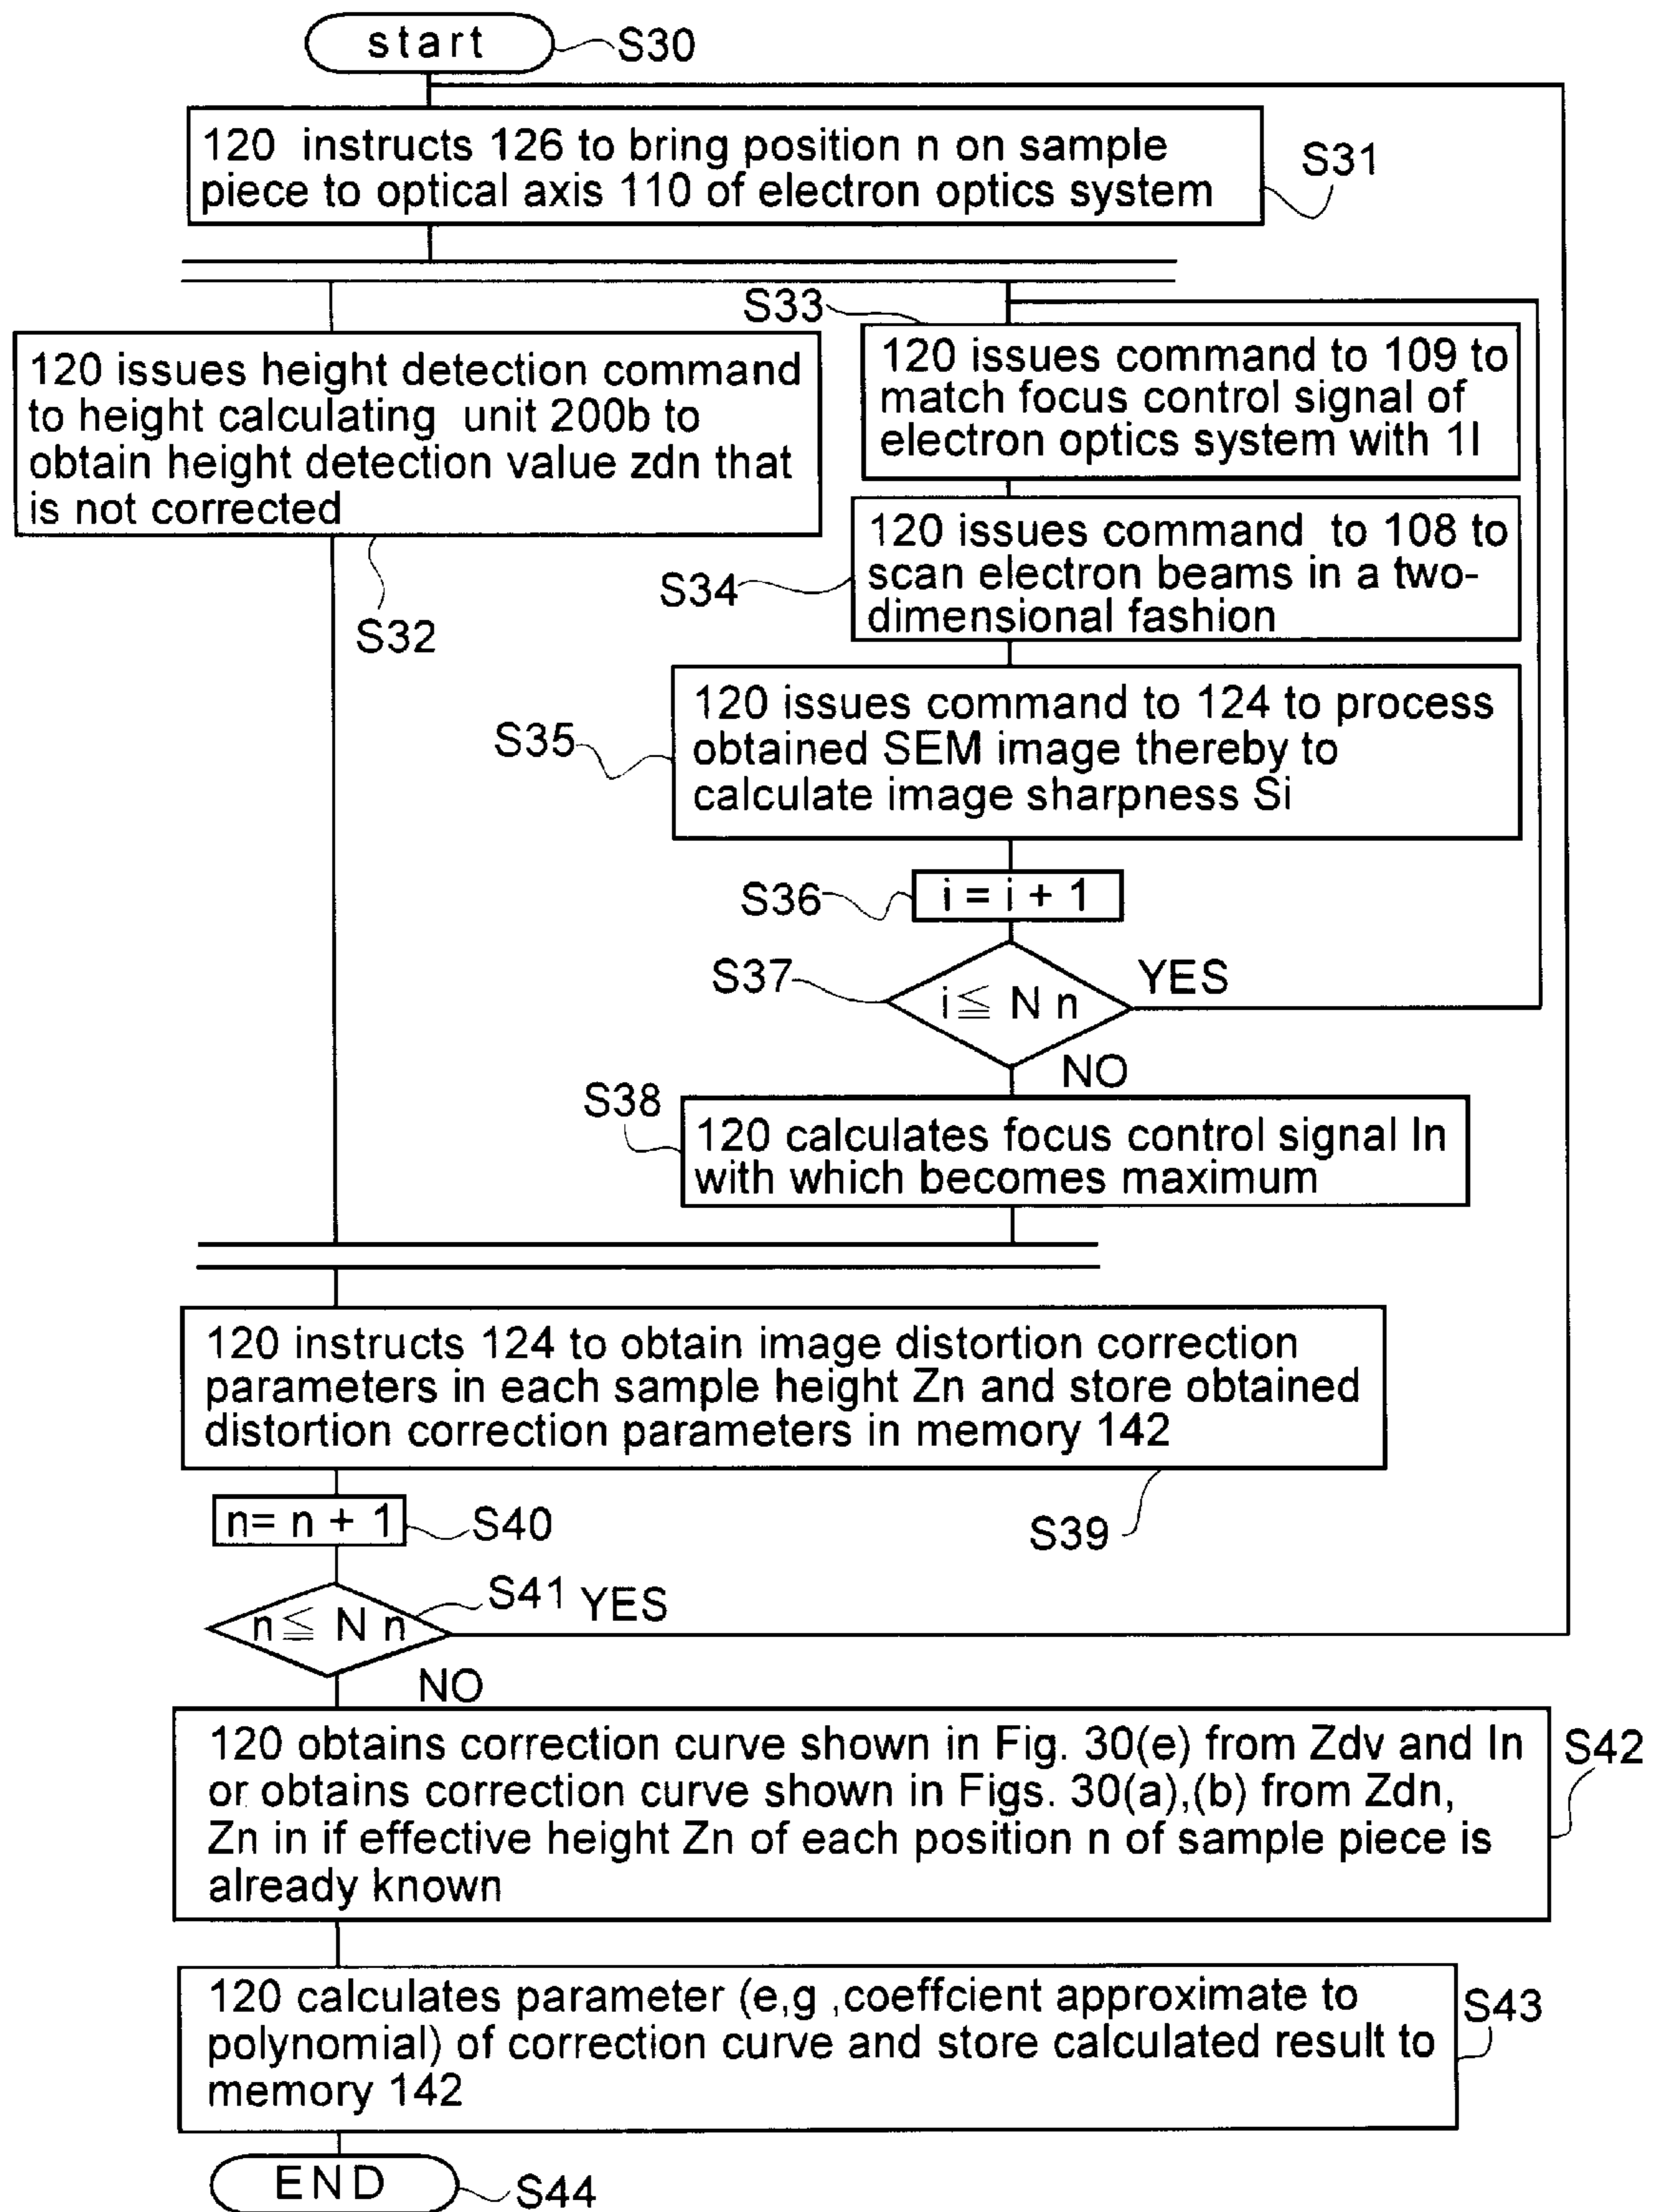 start
S30
120 instructs 126 to bring position n on sample
piece to optical axis 110 of electron optics system
S31
120 issues height detection command
to height calculating unit 200b to
obtain height detection value zdn that
is not corrected
S32
S33
120 issues command to 109 to
match focus control signal of
electron optics system with 1I
120 issues command to 108 to
scan electron beams in a two-
dimensional fashion
S34
120 issues command to 124 to process
obtained SEM image thereby to
calculate image sharpness Si
S35
i = i + 1
S36
S37
i ≦ N n
YES
NO
S38
120 calculates focus control signal In
with which becomes maximum
120 instructs 124 to obtain image distortion correction
parameters in each sample height Zn and store obtained
distortion correction parameters in memory 142
S39
n= n + 1
S40
n ≦ N n
S41
YES
NO
120 obtains correction curve shown in Fig. 30(e) from Zdv and In
or obtains correction curve shown in Figs. 30(a),(b) from Zdn,
Zn in if effective height Zn of each position n of sample piece is
already known
S42
120 calculates parameter (e,g ,coeffcient approximate to
polynomial) of correction curve and store calculated result to
memory 142
S43
END
S44